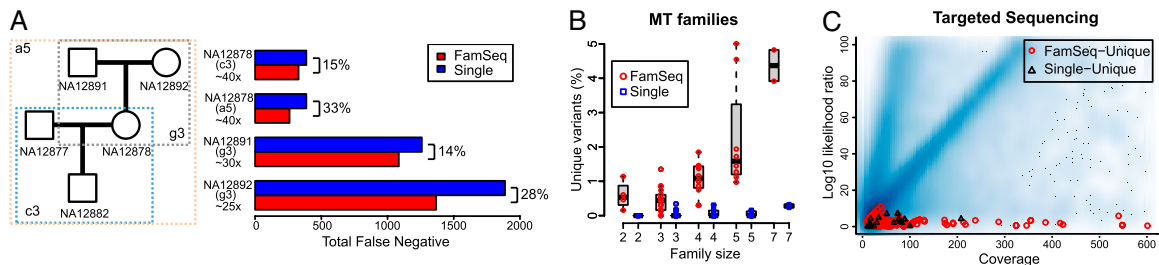 A
a5
NA12891
NA12892
g3
NA12877
NA12878
c3
NA12882
NA12878
(c3)
~40x
15%
NA12878
(a5)
~40x
33%
NA12891
(g3)
~30x
14%
NA12892
(g3)
~25x
28%
FamSeq
Single
0 500 1000 1500 2000
Total False Negative
B
MT families
Unique variants (%)
5
4
3
2
1
0
FamSeq
Single
2 2 3 3 4 4 5 5 7 7
Family size
C
Targeted Sequencing
Log10 likelihood ratio
100
80
60
40
20
0
FamSeq-Unique
Single-Unique
0 100 200 300 400 500 600
Coverage